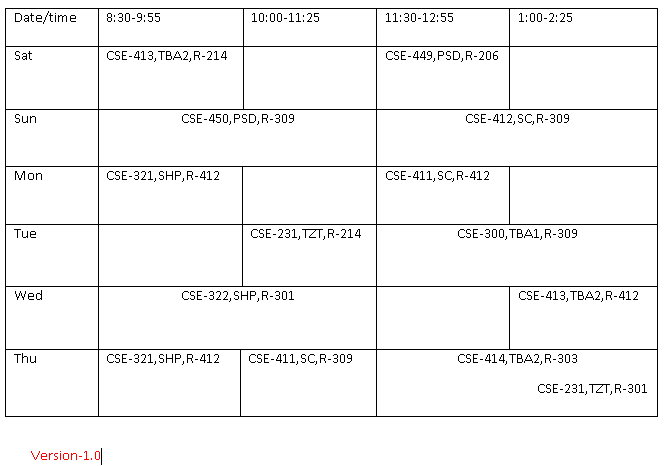 Date/time 8:30-9:55 10:00-11:25 11:30-12:55 1:00-2:25
Sat CSE-413,TBA2,R-214 CSE-449,PSD,R-206
Sun CSE-450,PSD,R-309 CSE-412,SC,R-309
Mon CSE-321,SHP,R-412 CSE-411,SC,R-412
Tue CSE-231,TZT,R-214 CSE-300,TBA1,R-309
Wed CSE-322,SHP,R-301 CSE-413,TBA2,R-412
Thu CSE-321,SHP,R-412 CSE-411,SC,R-309 CSE-414,TBA2,R-303
CSE-231,TZT,R-301
Version-1.0